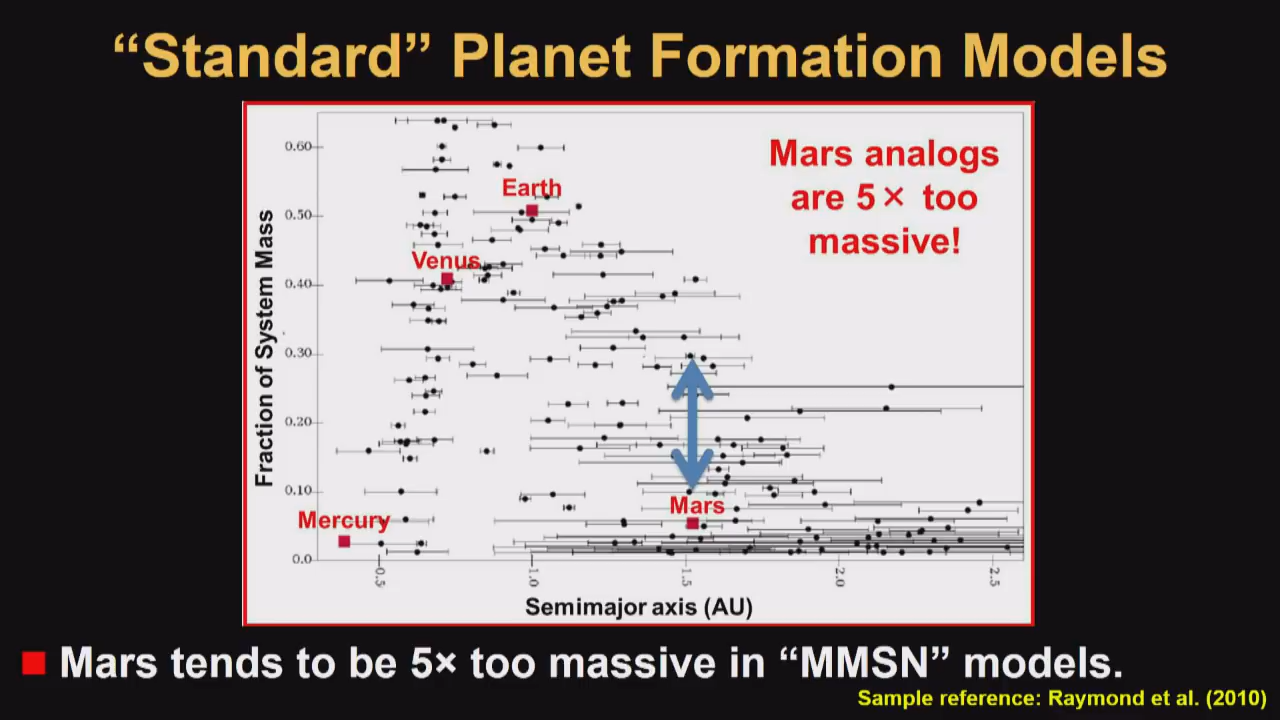 “Standard” Planet Formation Models
Mars analogs
are 5× too
massive!
Fraction of System Mass
0.60
0.50
0.40
0.30
0.20
0.10
0.0
Earth
Venus
Mars
Mercury
0.5
1.0
1.5
2.0
2.5
Semimajor axis (AU)
Mars tends to be 5× too massive in “MMSN” models.
Sample reference: Raymond et al. (2010)